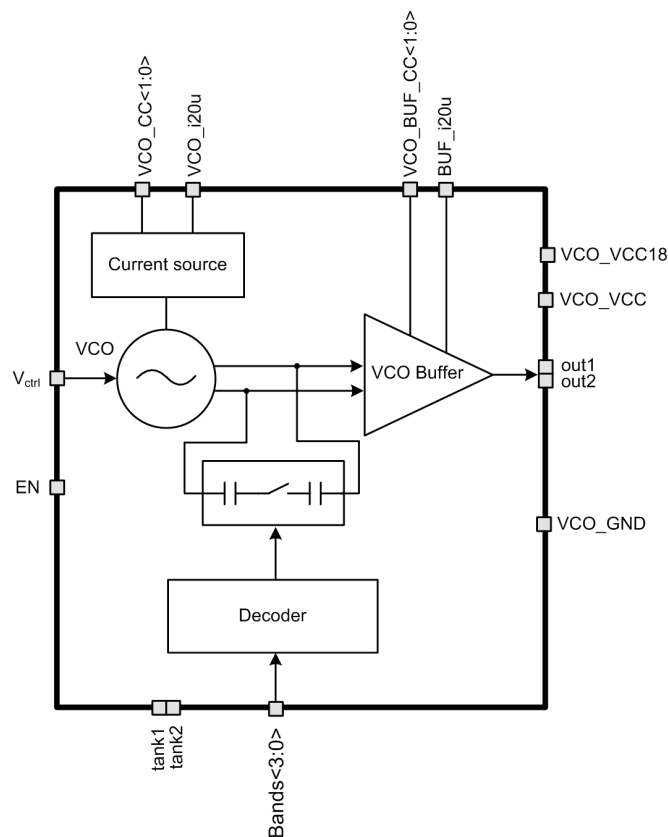 VCO_CC<1:0>
VCO_i20u
VCO_BUF_CC<1:0>
BUF_i20u
Current source
VCO_VCC18
VCO_VCC
VCO
V_ctrl
VCO Buffer
out1
out2
EN
VCO_GND
Decoder
tank1
tank2
Bands<3:0>